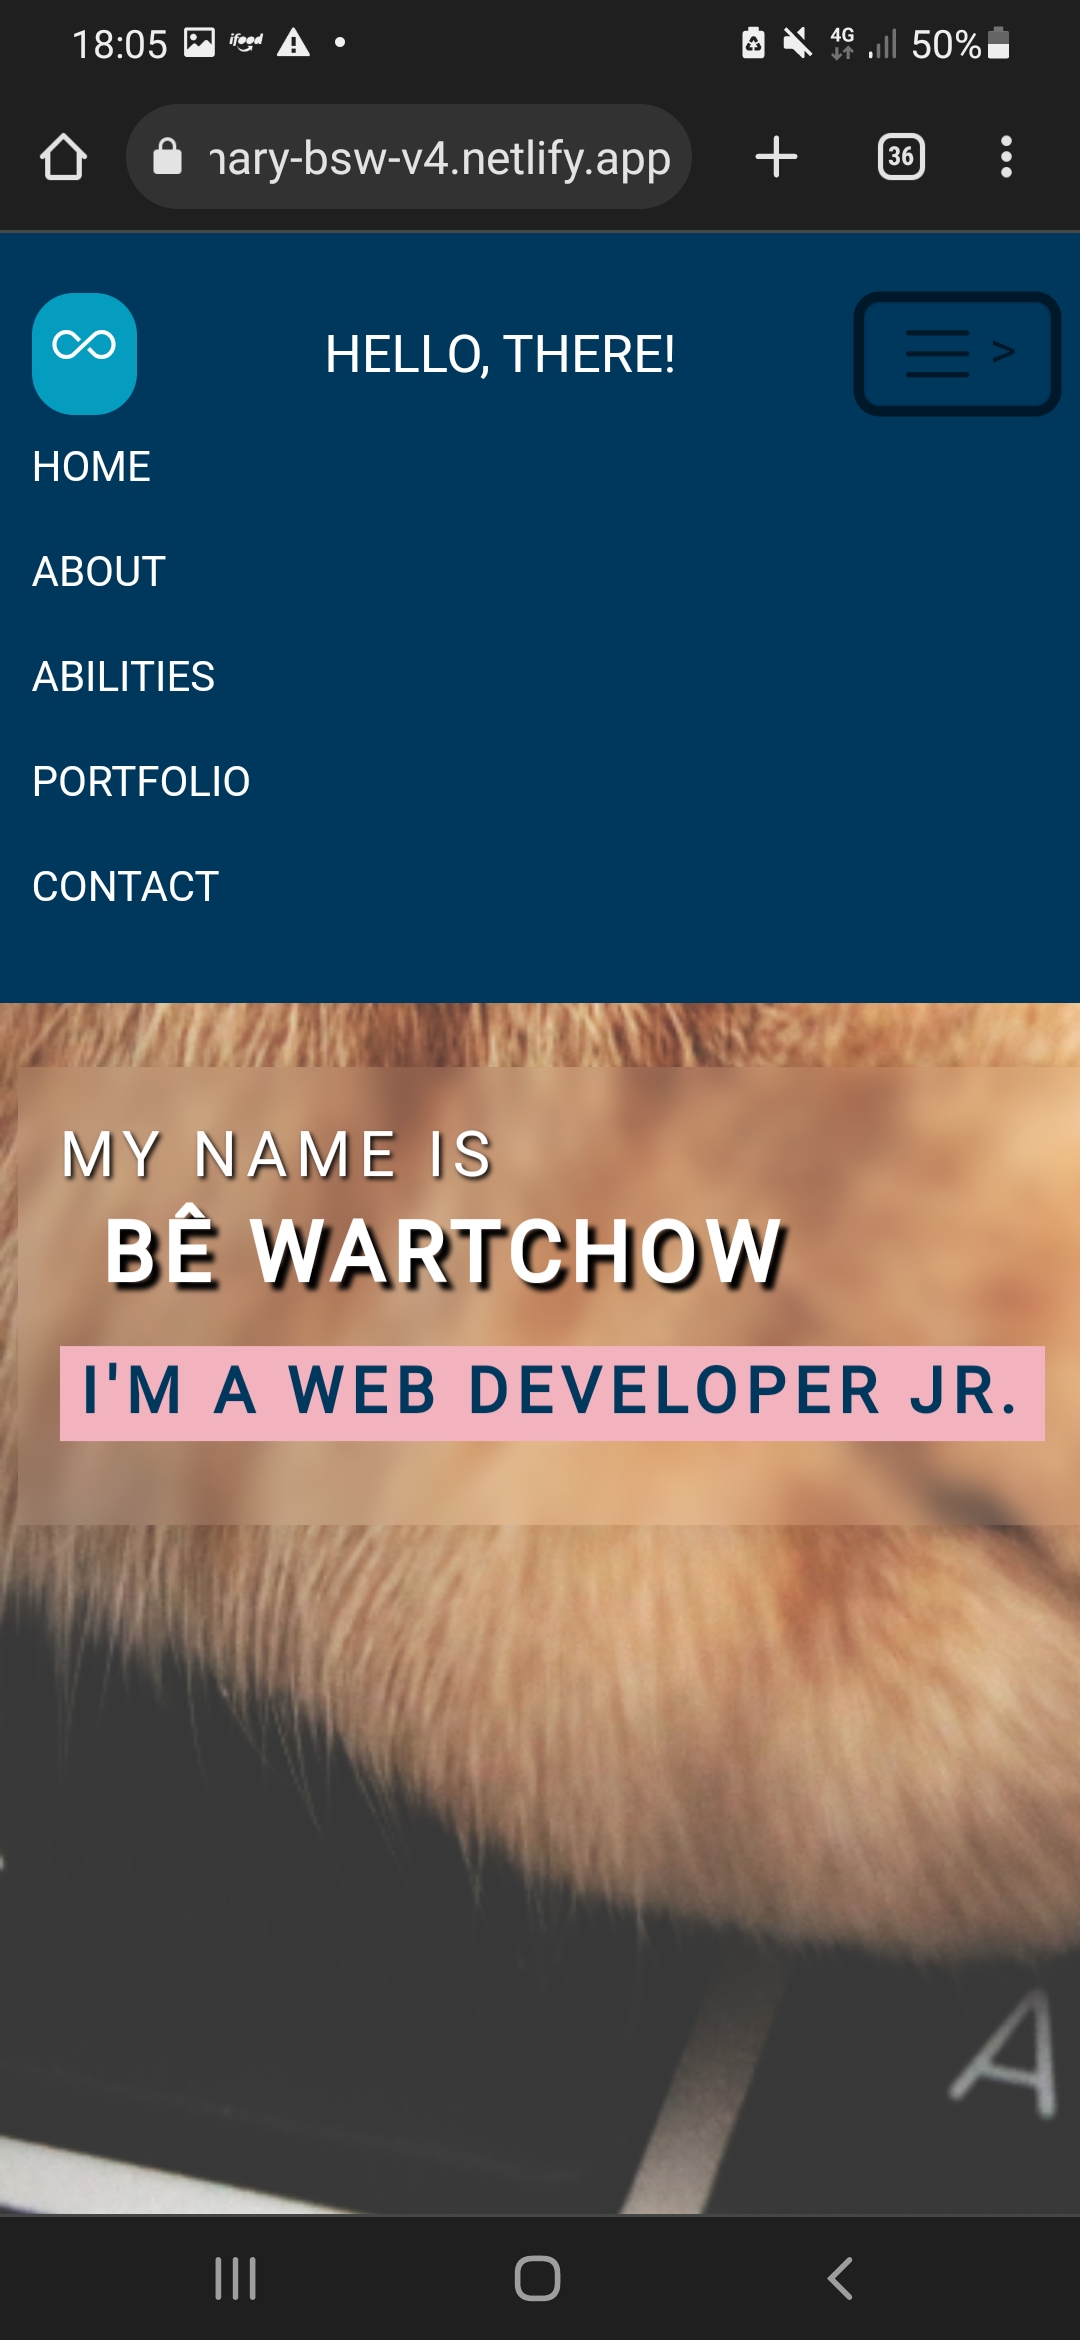 18:05 ifood 4G 50%
nary-bsw-v4.netlify.app 36
HELLO, THERE! >
HOME
ABOUT
ABILITIES
PORTFOLIO
CONTACT
MY NAME IS
BÊ WARTCHOW
I'M A WEB DEVELOPER JR.
A